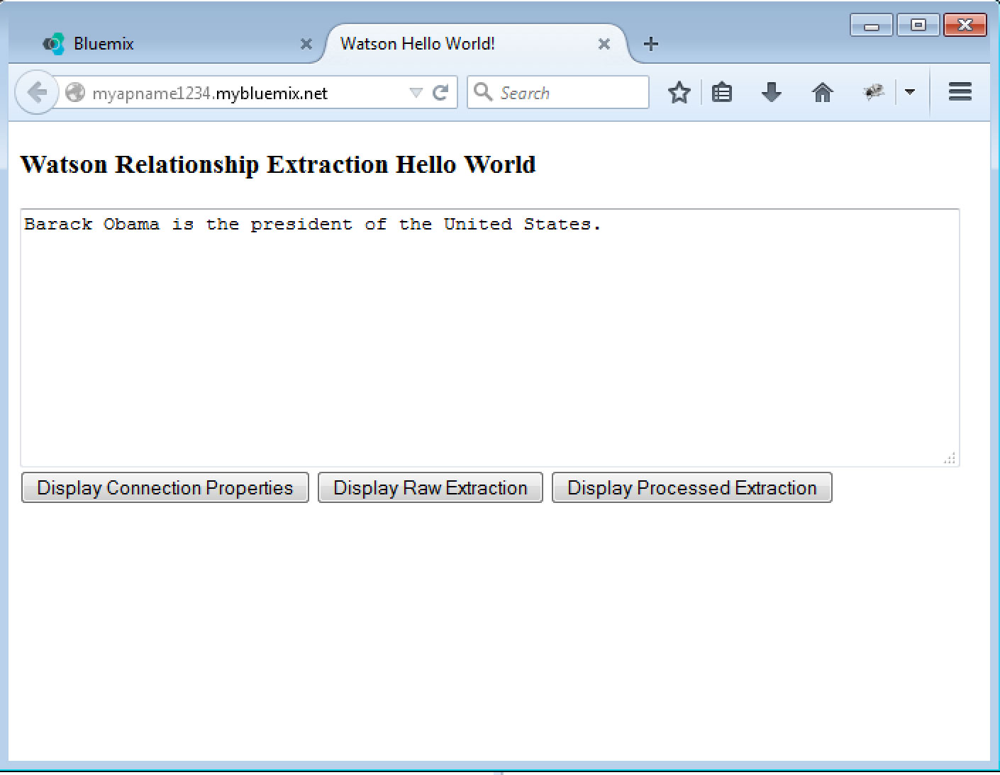 Bluemix
Watson Hello World!
myapname1234.mybluemix.net
Search
Watson Relationship Extraction Hello World
Barack Obama is the president of the United States.
Display Connection Properties
Display Raw Extraction
Display Processed Extraction